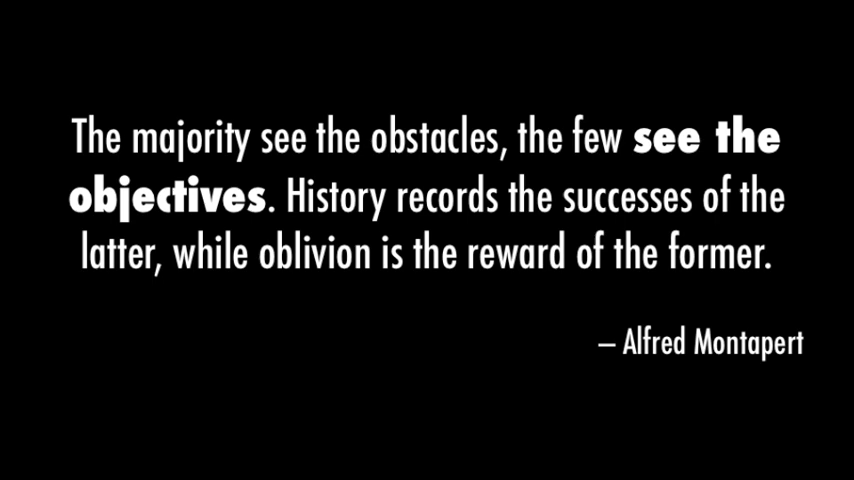 The majority see the obstacles, the few see the
objectives. History records the successes of the
latter, while oblivion is the reward of the former.
– Alfred Montapert